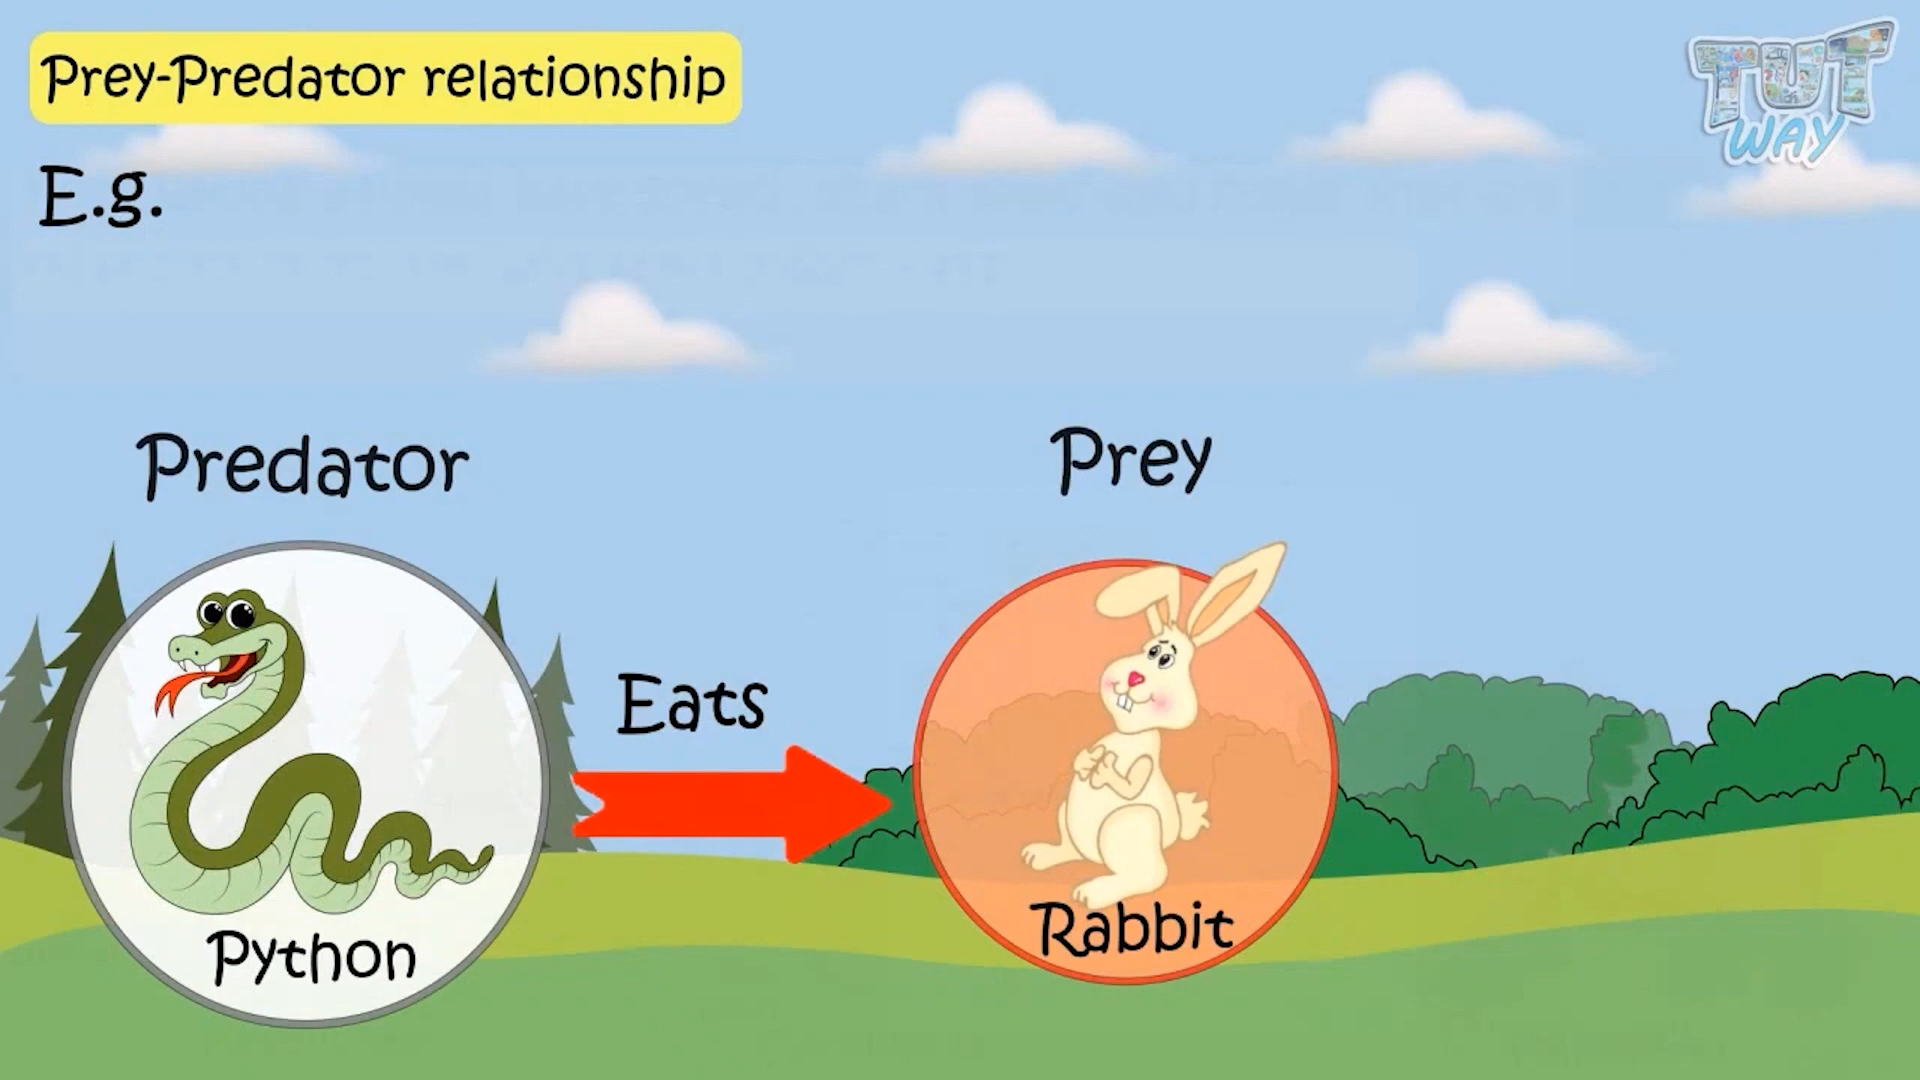 Prey-Predator relationship
TUT
WAY
E.g.
Predator
Prey
Eats
Python
Rabbit